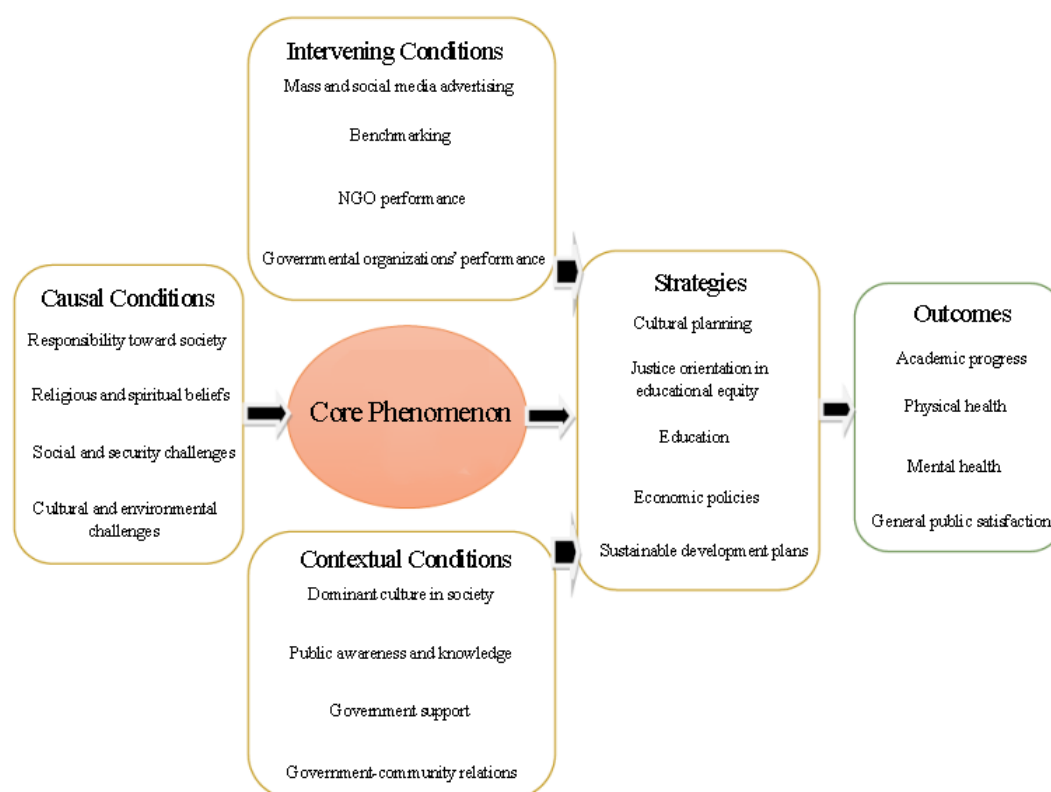 Intervening Conditions
Mass and social media advertising
Benchmarking
NGO performance
Governmental organizations' performance
Causal Conditions
Responsibility toward society
Religious and spiritual beliefs
Social and security challenges
Cultural and environmental
challenges
Core Phenomenon
Contextual Conditions
Dominant culture in society
Public awareness and knowledge
Government support
Government-community relations
Strategies
Cultural planning
Justice orientation in
educational equity
Education
Economic policies
Sustainable development plans
Outcomes
Academic progress
Physical health
Mental health
General public satisfaction